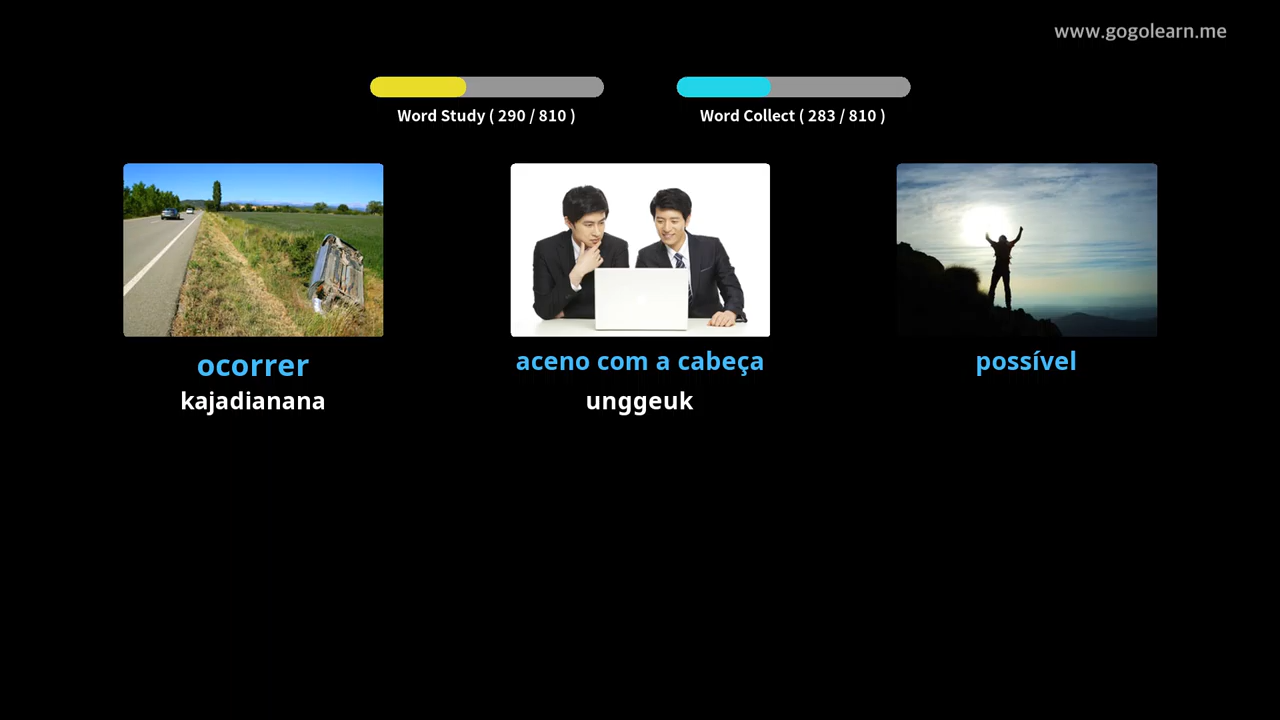 www.gogolearn.me
Word Study ( 290 / 810 )
Word Collect ( 283 / 810 )
ocorrer
kajadianana
aceno com a cabeça
unggeuk
possível